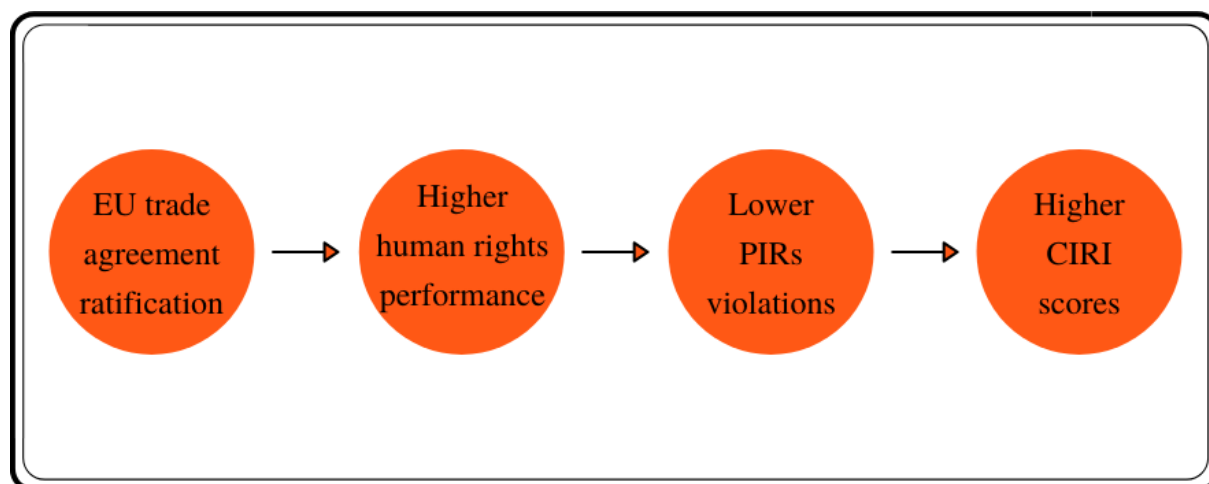 EU trade
agreement
ratification
Higher
human rights
performance
Lower
PIRs
violations
Higher
CIRI
scores